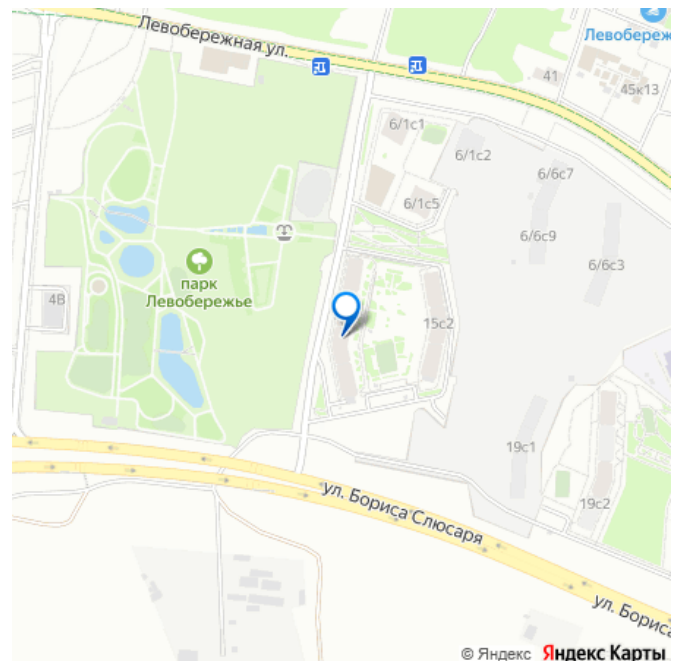 Левобережная ул.
Левобереж
41
45к13
6/1с1
6/1с2
6/6с7
6/1с5
6/6с9
6/6с3
парк
Левобережье
4В
15с2
19с1
19с2
ул. Бориса Слюсаря
ул. Бориса
© Яндекс Яндекс Карты